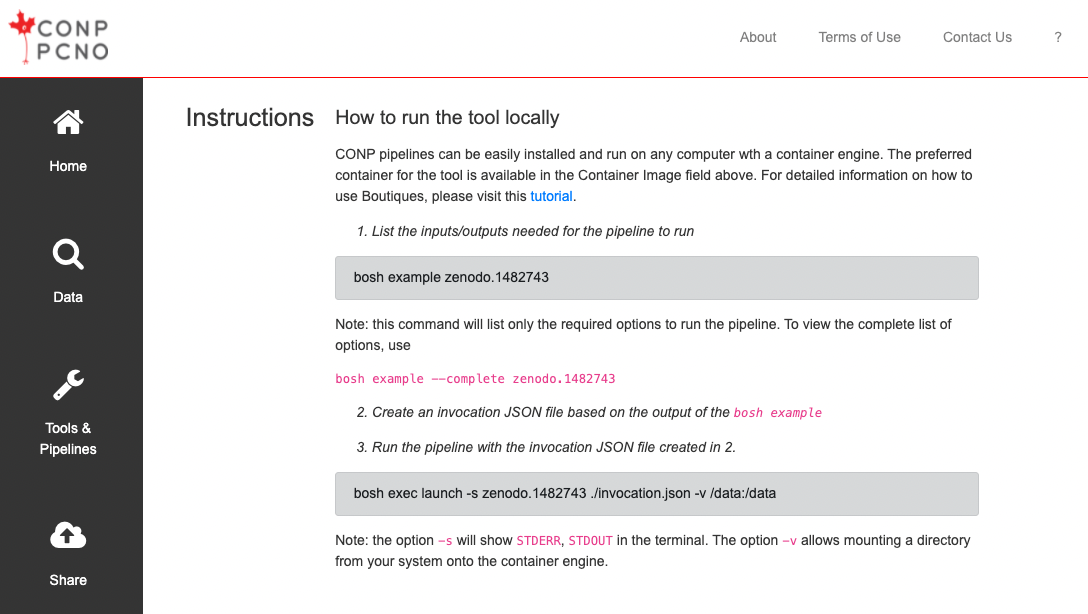 CONP
PCNO
About
Terms of Use
Contact Us
?
Home
Data
Tools &
Pipelines
Share
Instructions
How to run the tool locally
CONP pipelines can be easily installed and run on any computer wth a container engine. The preferred
container for the tool is available in the Container Image field above. For detailed information on how to
use Boutiques, please visit this tutorial.
1. List the inputs/outputs needed for the pipeline to run
bosh example zenodo.1482743
Note: this command will list only the required options to run the pipeline. To view the complete list of
options, use
bosh example --complete zenodo.1482743
2. Create an invocation JSON file based on the output of the bosh example
3. Run the pipeline with the invocation JSON file created in 2.
bosh exec launch -s zenodo.1482743 ./invocation.json -v /data:/data
Note: the option -s will show STDERR, STDOUT in the terminal. The option -v allows mounting a directory
from your system onto the container engine.